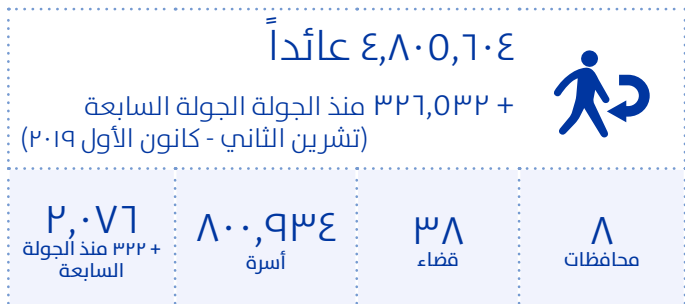 ٤,٨٠٥,٦٠٤ عائداً
+ ٣٢٦,٥٣٢ منذ الجولة الجولة السابعة
(تشرين الثاني - كانون الأول ٢٠١٩)
٨
محافظات
٣٨
قضاء
٨٠٠,٩٣٤
أسرة
٢,٠٧٦
+ ٣٢٢ منذ الجولة
السابعة